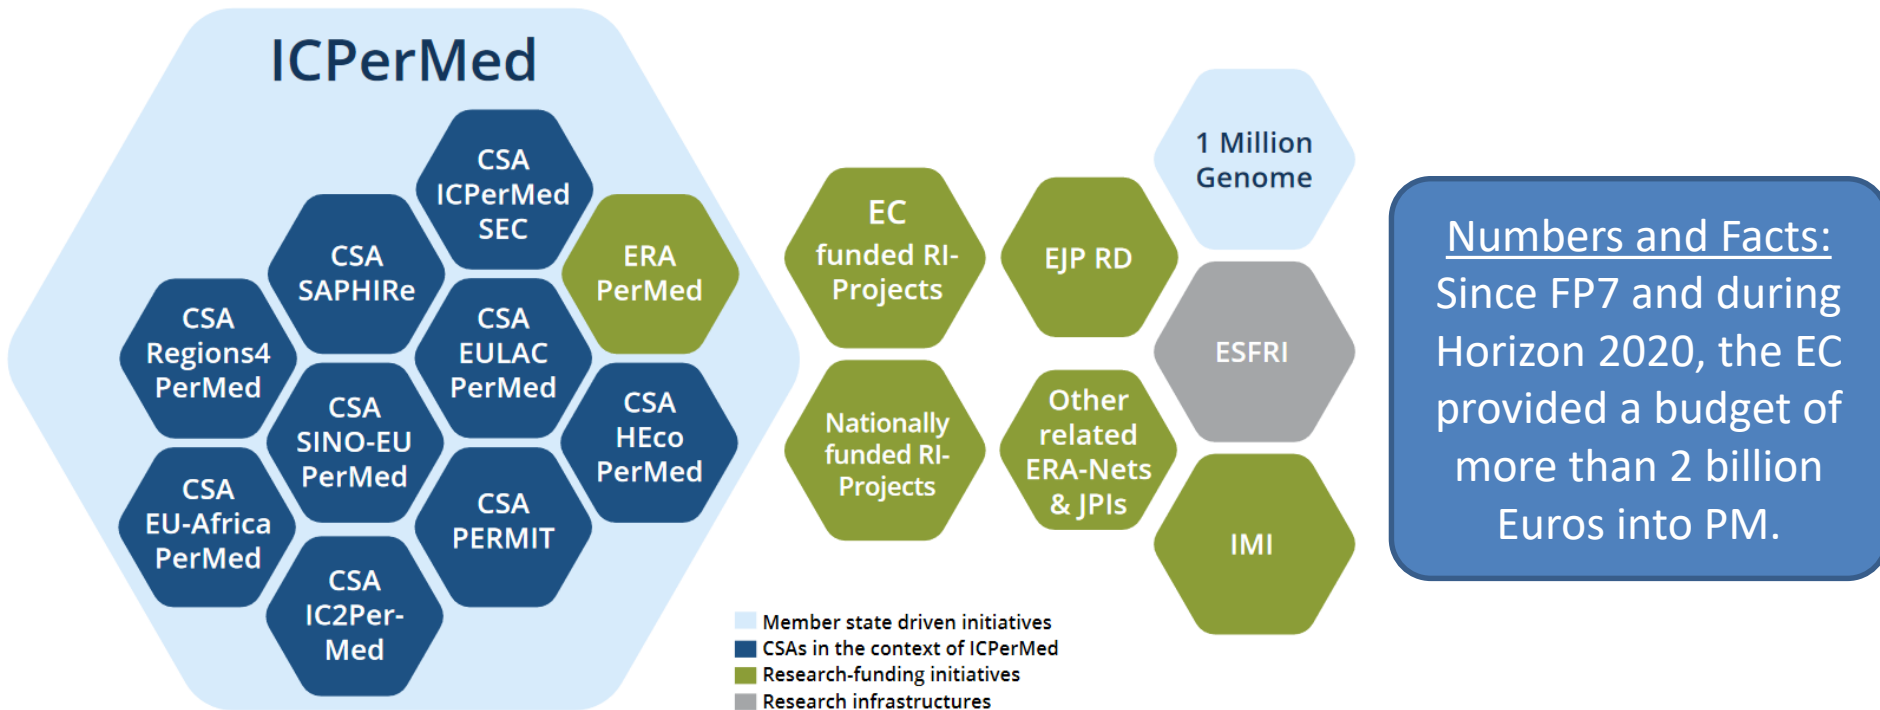 ICPerMed
CSA
ICPerMed
SEC
CSA
SAPHIRe
ERA
PerMed
CSA
Regions4
PerMed
CSA
EULAC
PerMed
CSA
SINO-EU
PerMed
CSA
HEco
PerMed
CSA
EU-Africa
PerMed
CSA
PERMIT
CSA
IC2Per-
Med
EC
funded RI-
Projects
EJP RD
Nationally
funded RI-
Projects
Other
related
ERA-Nets
& JPIs
1 Million
Genome
ESFRI
IMI
Member state driven initiatives
CSAs in the context of ICPerMed
Research-funding initiatives
Research infrastructures
Numbers and Facts:
Since FP7 and during
Horizon 2020, the EC
provided a budget of
more than 2 billion
Euros into PM.